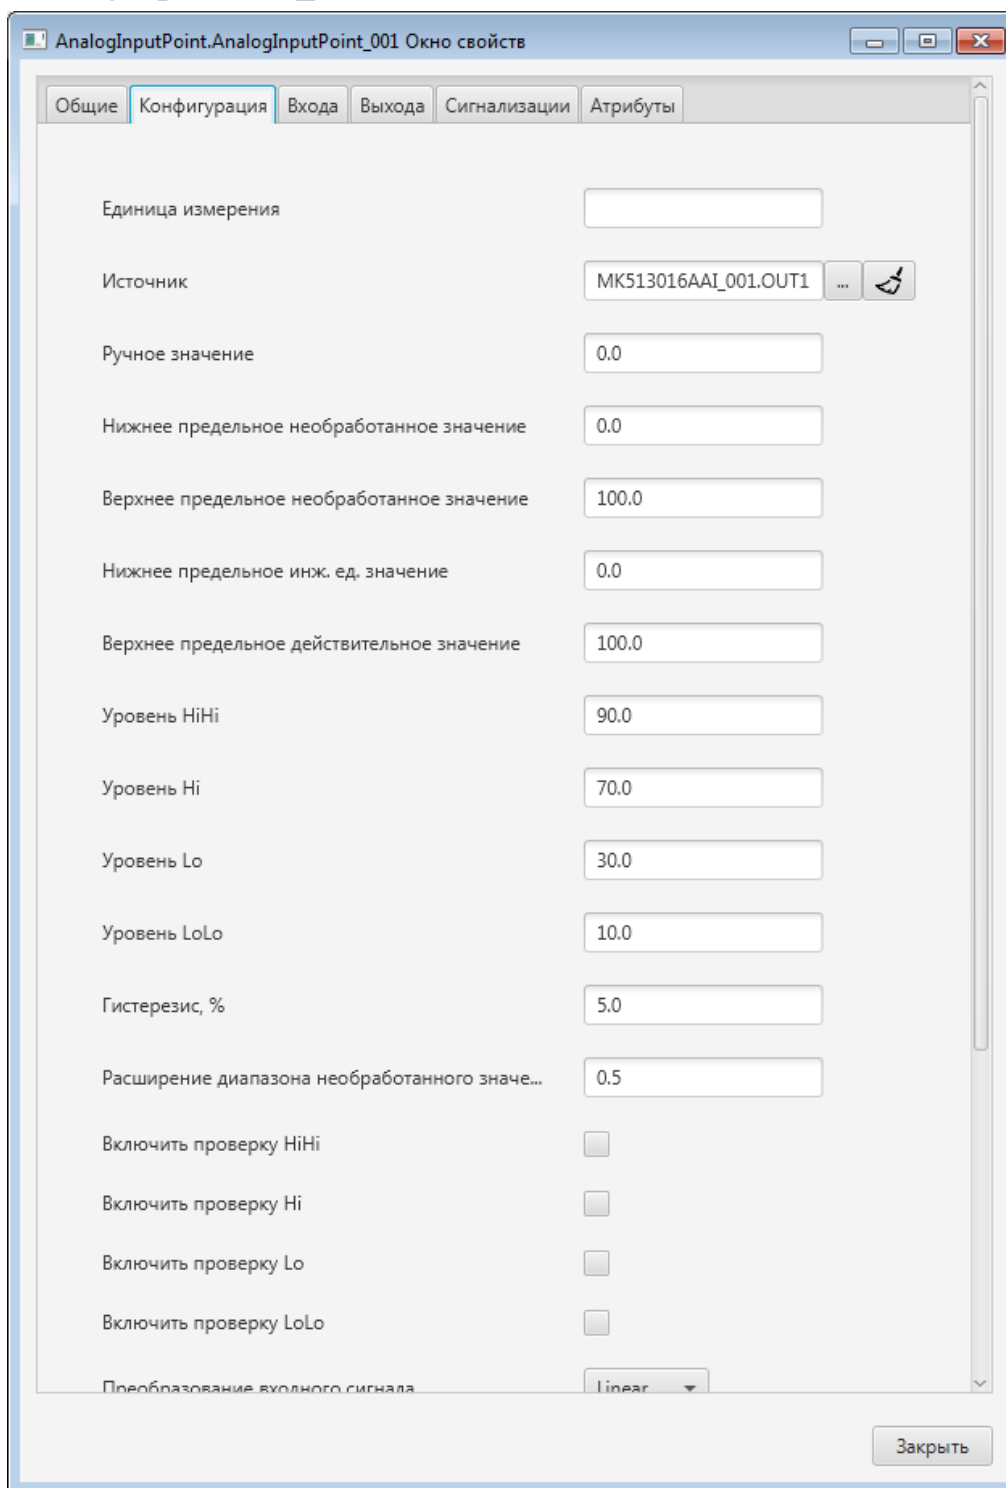 AnalogInputPoint.AnalogInputPoint_001 Окно свойств
Общие Конфигурация Входа Выхода Сигнализации Атрибуты
Единица измерения
Источник MK513016AAI_001.OUT1 ...
Ручное значение 0.0
Нижнее предельное необработанное значение 0.0
Верхнее предельное необработанное значение 100.0
Нижнее предельное инж. ед. значение 0.0
Верхнее предельное действительное значение 100.0
Уровень HiHi 90.0
Уровень Hi 70.0
Уровень Lo 30.0
Уровень LoLo 10.0
Гистерезис, % 5.0
Расширение диапазона необработанного значе... 0.5
Включить проверку HiHi
Включить проверку Hi
Включить проверку Lo
Включить проверку LoLo
Преобразование входного сигнала Linear
Закрыть